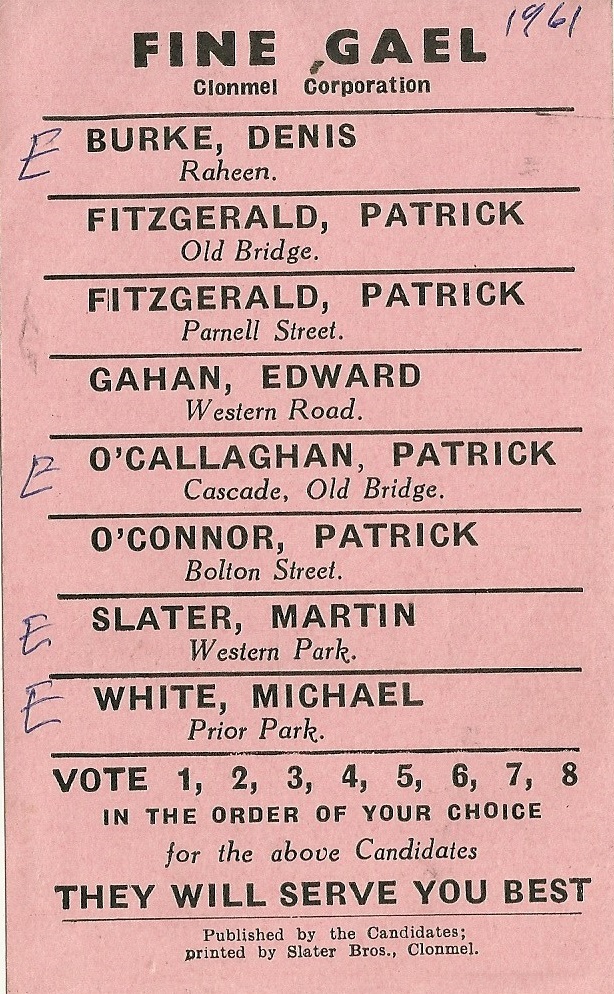 1961
FINE GAEL
Clonmel Corporation
E BURKE, DENIS
Raheen.
FITZGERALD, PATRICK
Old Bridge.
FITZGERALD, PATRICK
Parnell Street.
GAHAN, EDWARD
Western Road.
E O'CALLAGHAN, PATRICK
Cascade, Old Bridge.
O'CONNOR, PATRICK
Bolton Street.
E SLATER, MARTIN
Western Park.
E WHITE, MICHAEL
Prior Park.
VOTE 1, 2, 3, 4, 5, 6, 7, 8
IN THE ORDER OF YOUR CHOICE
for the above Candidates
THEY WILL SERVE YOU BEST
Published by the Candidates;
printed by Slater Bros., Clonmel.